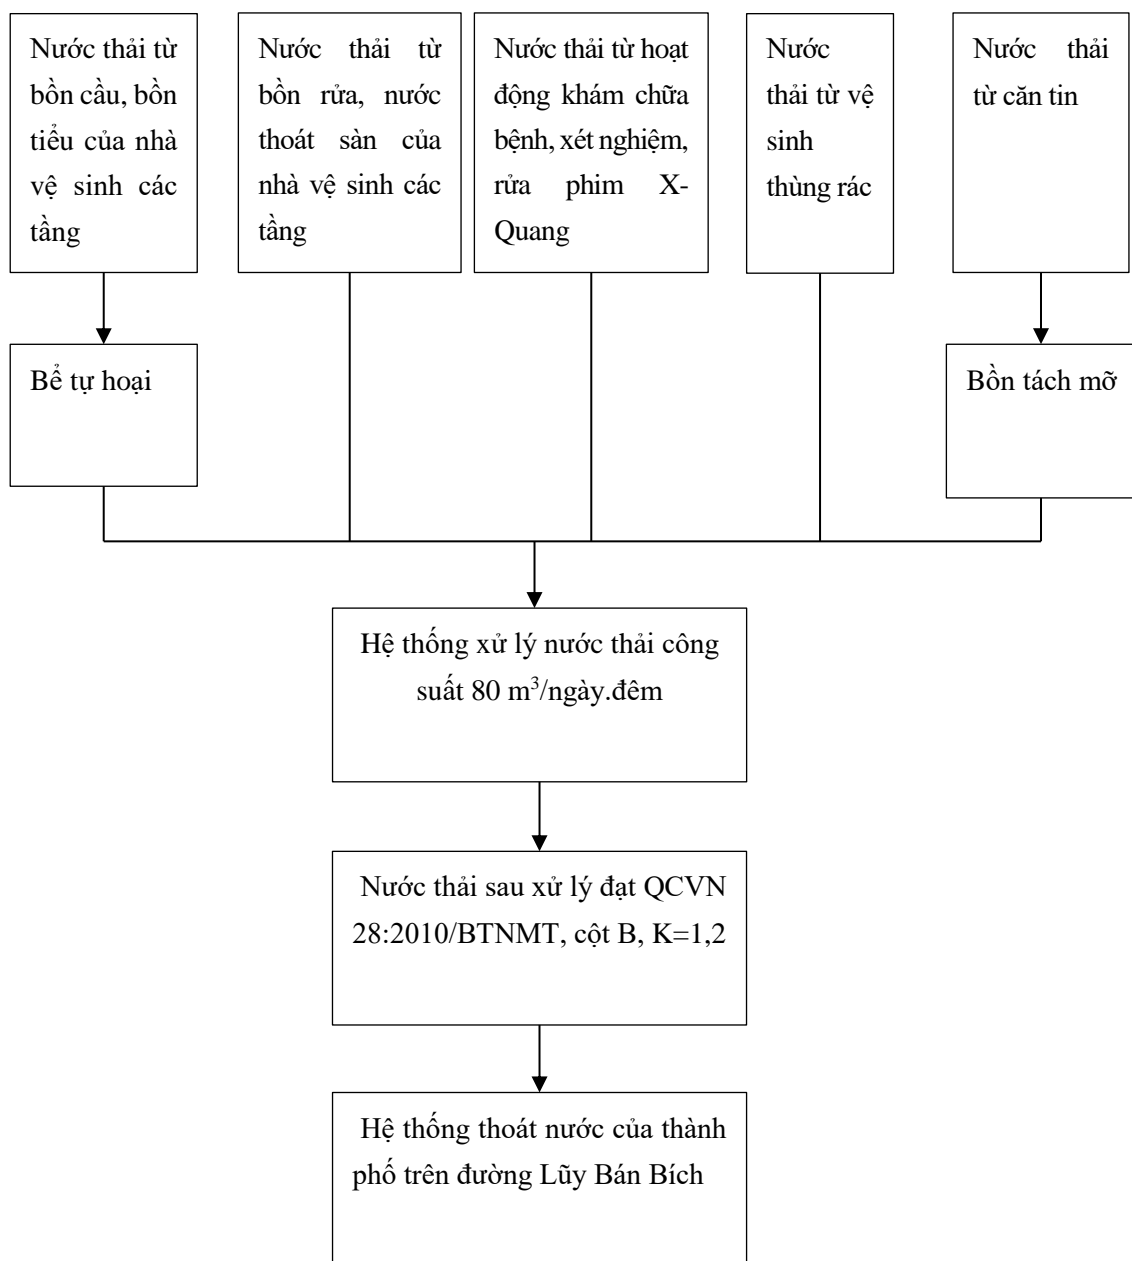 Nước thải từ
bồn cầu, bồn
tiểu của nhà
vệ sinh các
tầng
Nước thải từ
bồn rửa, nước
thoát sàn của
nhà vệ sinh các
tầng
Nước thải từ hoạt
động khám chữa
bệnh, xét nghiệm,
rửa phim X-
Quang
Nước
thải từ vệ
sinh
thùng rác
Nước thải
từ căn tin
Bể tự hoại
Bồn tách mỡ
Hệ thống xử lý nước thải công
suất 80 m³/ngày.đêm
Nước thải sau xử lý đạt QCVN
28:2010/BTNMT, cột B, K=1,2
Hệ thống thoát nước của thành
phố trên đường Lũy Bán Bích